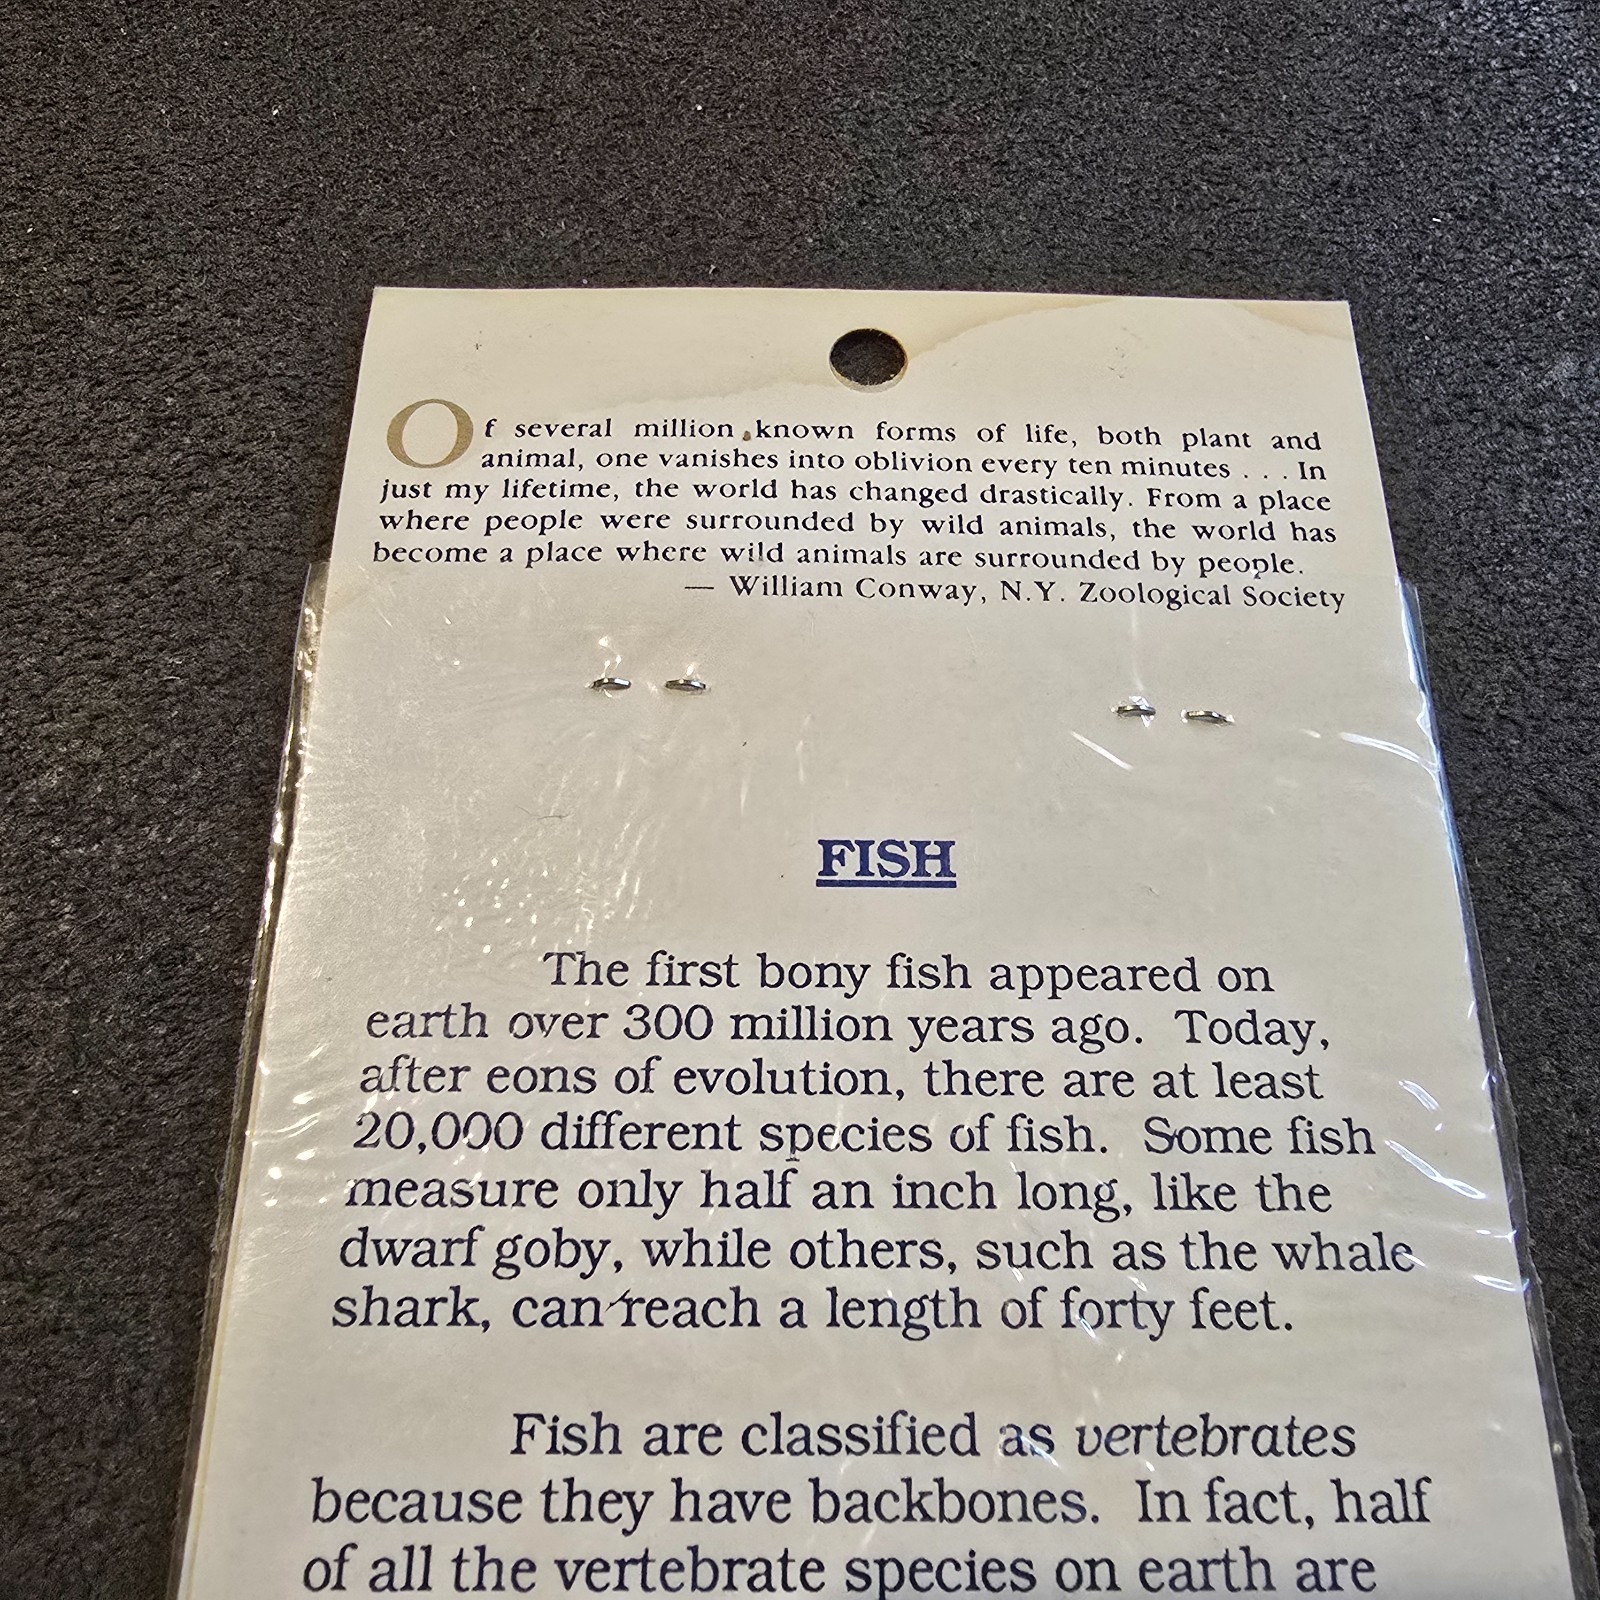 Of several million known forms of life, both plant and
animal, one vanishes into oblivion every ten minutes . . . In
just my lifetime, the world has changed drastically. From a place
where people were surrounded by wild animals, the world has
become a place where wild animals are surrounded by people.
— William Conway, N.Y. Zoological Society
FISH
The first bony fish appeared on
earth over 300 million years ago. Today,
after eons of evolution, there are at least
20,000 different species of fish. Some fish
measure only half an inch long, like the
dwarf goby, while others, such as the whale
shark, can reach a length of forty feet.
Fish are classified as vertebrates
because they have backbones. In fact, half
of all the vertebrate species on earth are